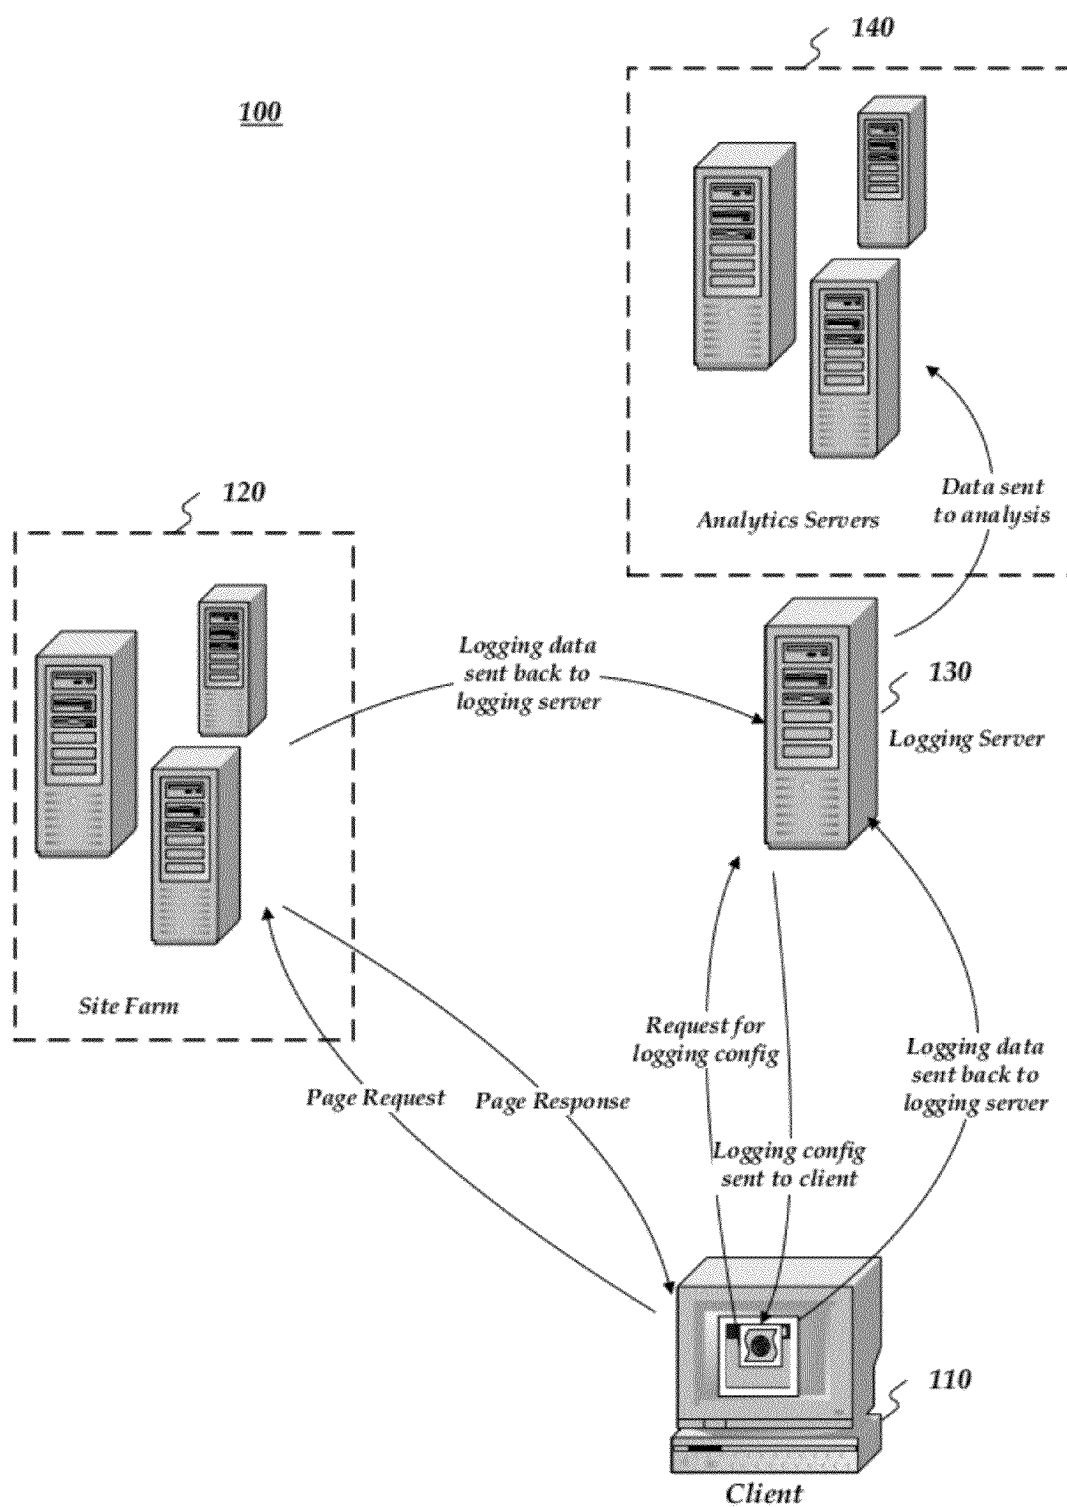 140
100
Data sent
to analysis
Analytics Servers
120
Logging data
sent back to
logging server
130
Logging Server
Site Farm
Request for
logging config
Logging data
sent back to
logging server
Page Request
Page Response
Logging config
sent to client
110
Client